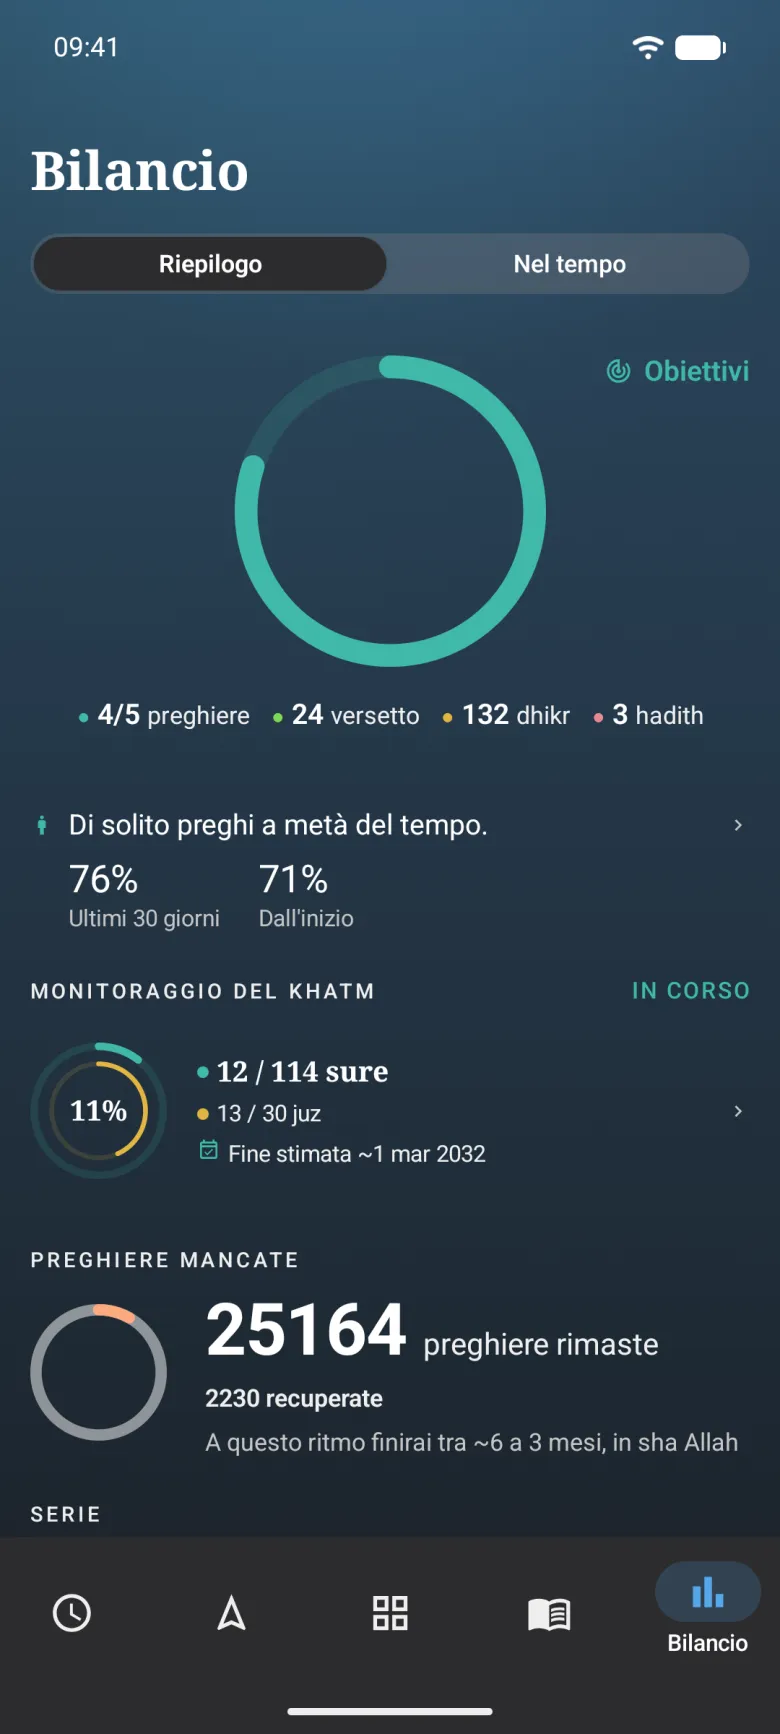 09:41
Bilancio
Riepilogo
Nel tempo
Obiettivi
4/5 preghiere
24 versetto
132 dhikr
3 hadith
Di solito preghi a metà del tempo.
76%
71%
Ultimi 30 giorni
Dall'inizio
MONITORAGGIO DEL KHATM
IN CORSO
11%
12 / 114 sure
13 / 30 juz
Fine stimata ~1 mar 2032
PREGHIERE MANCATE
25164 preghiere rimaste
2230 recuperate
A questo ritmo finirai tra ~6 a 3 mesi, in sha Allah
SERIE
Bilancio